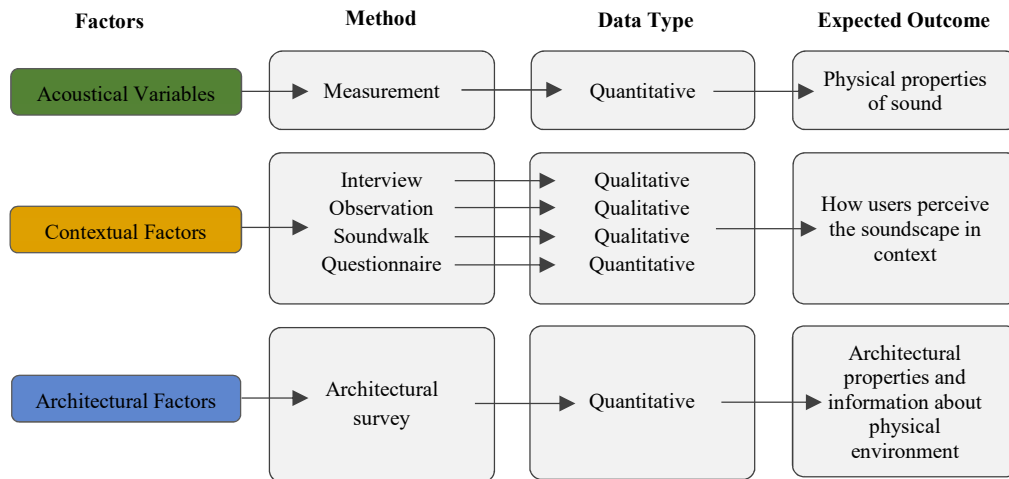 Factors Method Data Type Expected Outcome
Acoustical Variables Measurement Quantitative Physical properties
of sound
Contextual Factors
Interview Qualitative
Observation Qualitative
Soundwalk Qualitative
Questionnaire Quantitative
How users perceive
the soundscape in
context
Architectural Factors
Architectural
survey
Quantitative
Architectural
properties and
information about
physical
environment